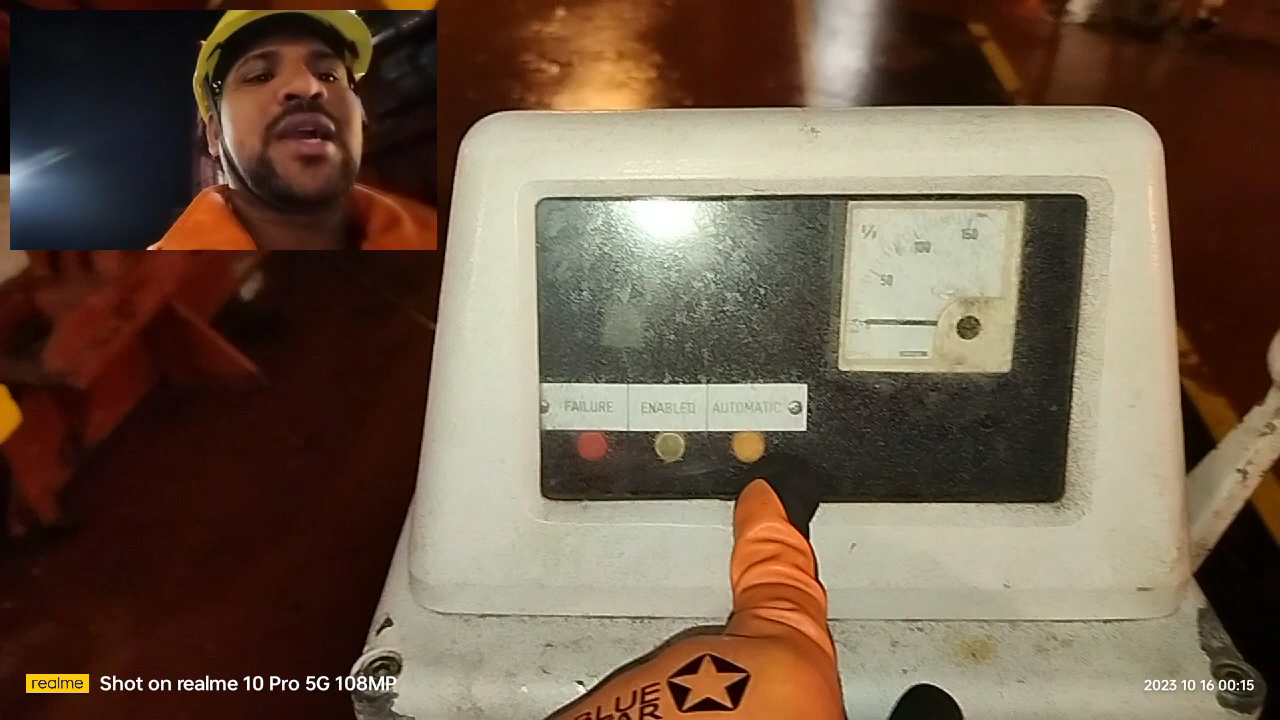 50
100
150
FAILURE
ENABLED
AUTOMATIC
BLUE
realme
Shot on realme 10 Pro 5G 108MP
2023 10 16 00:15